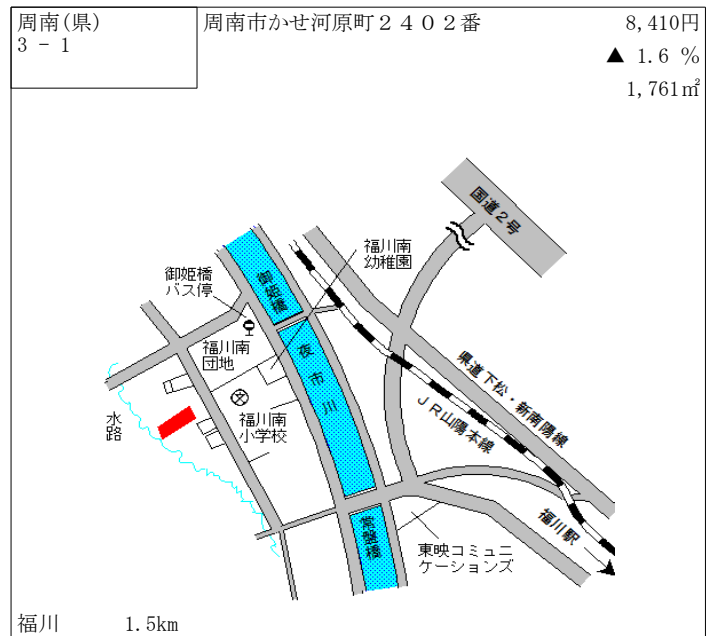 周南(県)
3 - 1
周南市かせ河原町２４０２番
8,410円
▲ 1.6 %
1,761㎡
国道２号
福川南
幼稚園
御姫橋
バス停
御姫橋
福川南
団地
夜市川
県道下松・新南陽線
ＪＲ山陽本線
水路
福川南
小学校
福川駅
常盤橋
東映コミュニ
ケーションズ
福川 1.5km